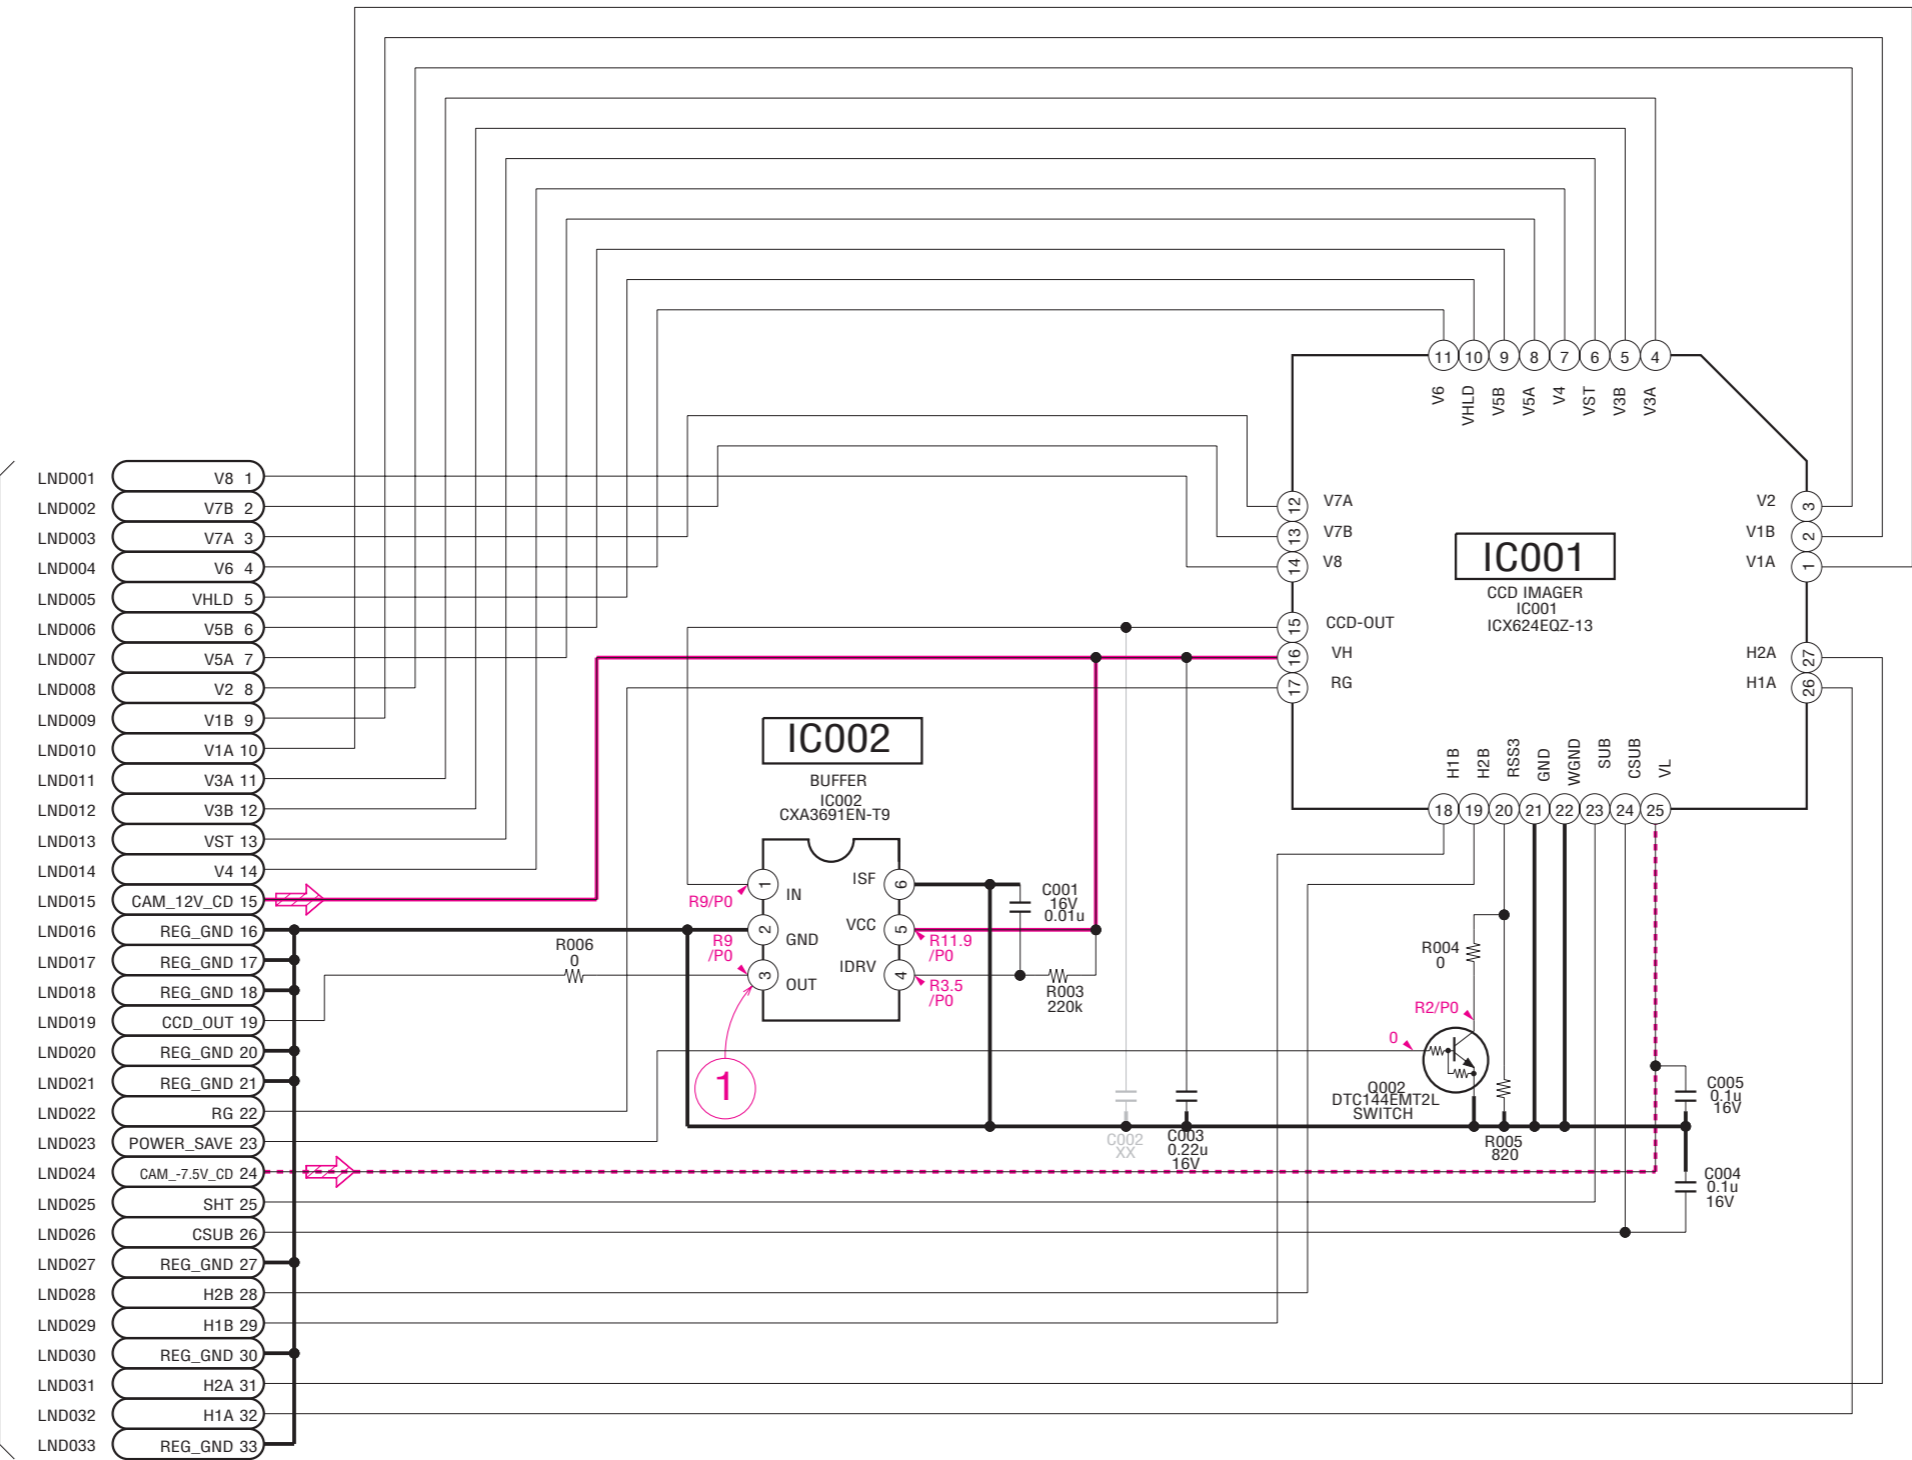 11 10 9 8 7 6 5 4
V6 VHLD V5B V5A V4 VST V3B V3A
LND001 V8 1
LND002 V7B 2
LND003 V7A 3
LND004 V6 4
LND005 VHLD 5
LND006 V5B 6
LND007 V5A 7
LND008 V2 8
LND009 V1B 9
LND010 V1A 10
LND011 V3A 11
LND012 V3B 12
LND013 VST 13
LND014 V4 14
LND015 CAM_12V_CD 15
LND016 REG_GND 16
LND017 REG_GND 17
LND018 REG_GND 18
LND019 CCD_OUT 19
LND020 REG_GND 20
LND021 REG_GND 21
LND022 RG 22
LND023 POWER_SAVE 23
LND024 CAM_-7.5V_CD 24
LND025 SHT 25
LND026 CSUB 26
LND027 REG_GND 27
LND028 H2B 28
LND029 H1B 29
LND030 REG_GND 30
LND031 H2A 31
LND032 H1A 32
LND033 REG_GND 33
12 V7A
13 V7B
14 V8
15 CCD-OUT
16 VH
17 RG
IC001
CCD IMAGER
IC001
ICX624EQZ-13
V2 3
V1B 2
V1A 1
H2A 27
H1A 26
H1B H2B RSS3 GND WGND SUB CSUB VL
18 19 20 21 22 23 24 25
IC002
BUFFER
IC002
CXA3691EN-T9
1 IN
2 GND
3 OUT
ISF 6
VCC 5
IDRV 4
R9/P0
R9
/P0
R11.9
/P0
R3.5
/P0
1
R006
0
C001
16V
0.01u
R003
220k
R004
0
R2/P0
0
Q002
DTC144EMT2L
SWITCH
R005
820
C002
XX
C003
0.22u
16V
C005
0.1u
16V
C004
0.1u
16V